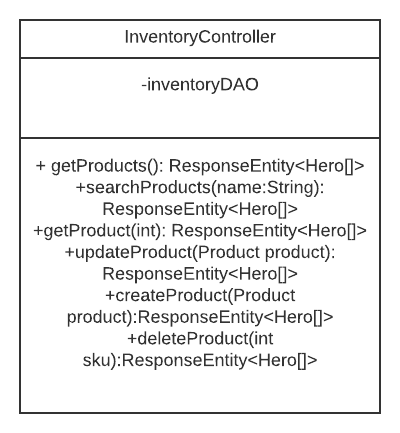 InventoryController
-inventoryDAO
+ getProducts(): ResponseEntity<Hero[]>
+searchProducts(name:String):
ResponseEntity<Hero[]>
+getProduct(int): ResponseEntity<Hero[]>
+updateProduct(Product product):
ResponseEntity<Hero[]>
+createProduct(Product
product):ResponseEntity<Hero[]>
+deleteProduct(int
sku):ResponseEntity<Hero[]>